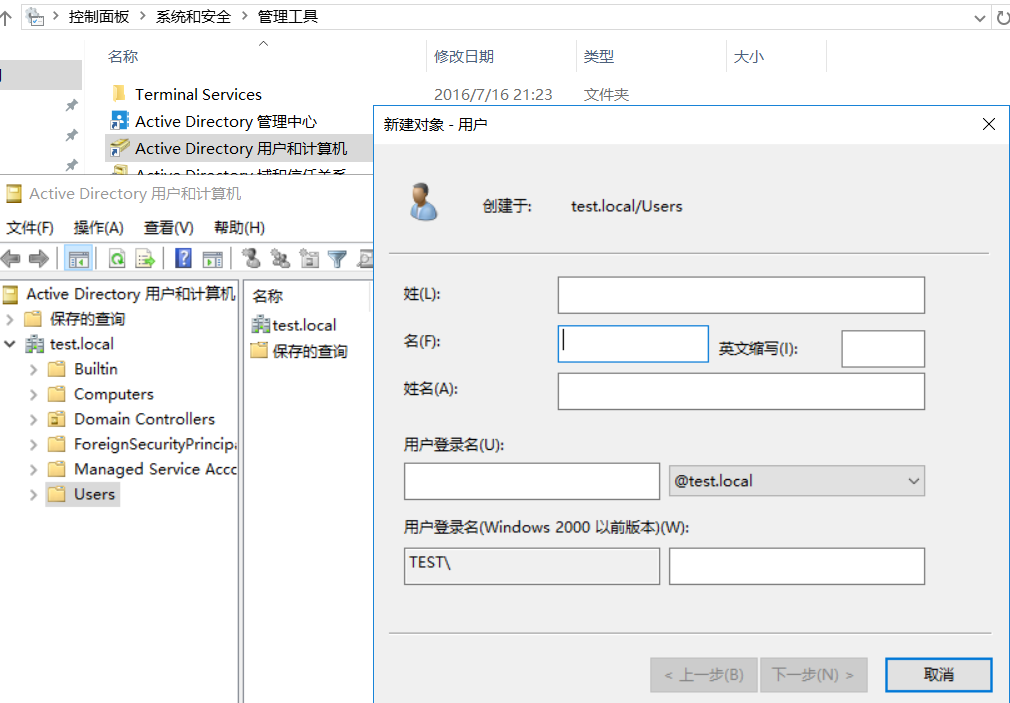 控制面板 > 系统和安全 > 管理工具
名称 修改日期 类型 大小
Terminal Services 2016/7/16 21:23 文件夹
Active Directory 管理中心
Active Directory 用户和计算机
Active Directory 域和信任关系
Active Directory 用户和计算机
文件(F) 操作(A) 查看(V) 帮助(H)
Active Directory 用户和计算机
保存的查询
test.local
Builtin
Computers
Domain Controllers
ForeignSecurityPrincipa
Managed Service Acco
Users
名称
test.local
保存的查询
新建对象 - 用户
创建于: test.local/Users
姓(L):
名(F):
英文缩写(I):
姓名(A):
用户登录名(U):
@test.local
用户登录名(Windows 2000 以前版本)(W):
TEST\
< 上一步(B) 下一步(N) > 取消